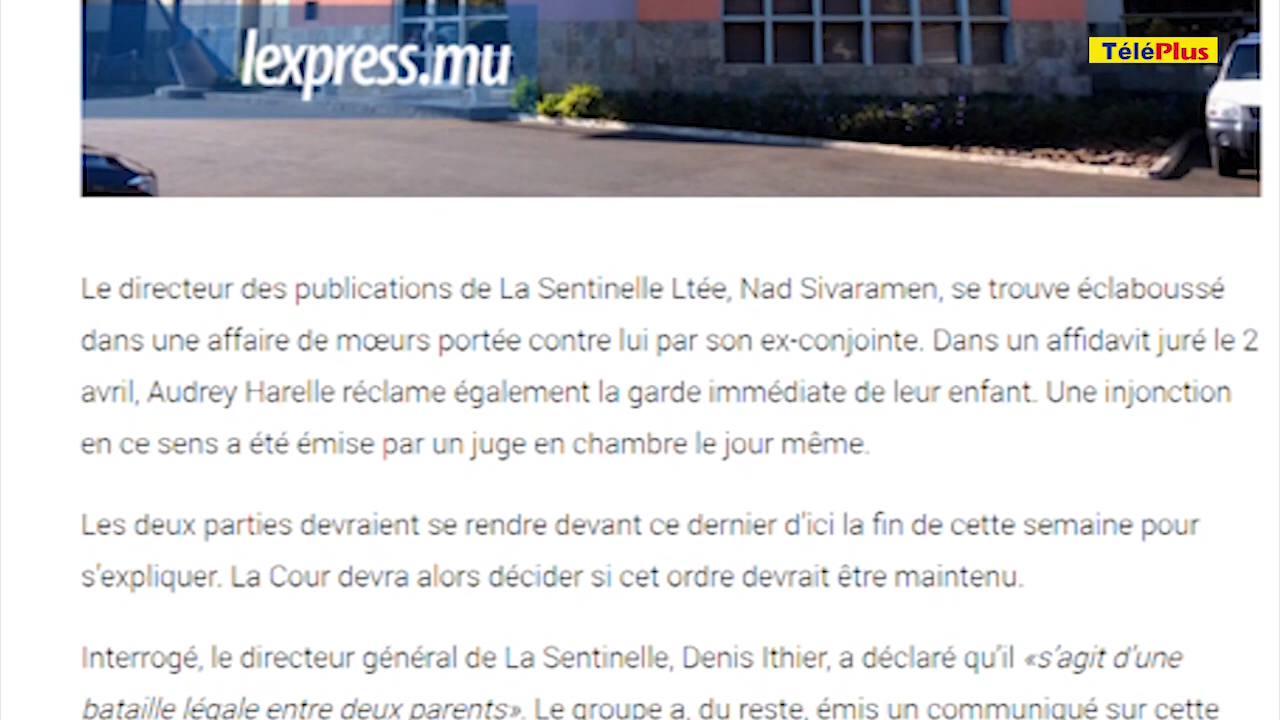 lexpress.mu
TéléPlus
Le directeur des publications de La Sentinelle Ltée, Nad Sivaramen, se trouve éclaboussé
dans une affaire de mœurs portée contre lui par son ex-conjointe. Dans un affidavit juré le 2
avril, Audrey Harelle réclame également la garde immédiate de leur enfant. Une injonction
en ce sens a été émise par un juge en chambre le jour même.
Les deux parties devraient se rendre devant ce dernier d'ici la fin de cette semaine pour
s'expliquer. La Cour devra alors décider si cet ordre devrait être maintenu.
Interrogé, le directeur général de La Sentinelle, Denis Ithier, a déclaré qu'il «s'agit d'une
bataille légale entre deux parents». Le groupe a, du reste, émis un communiqué sur cette